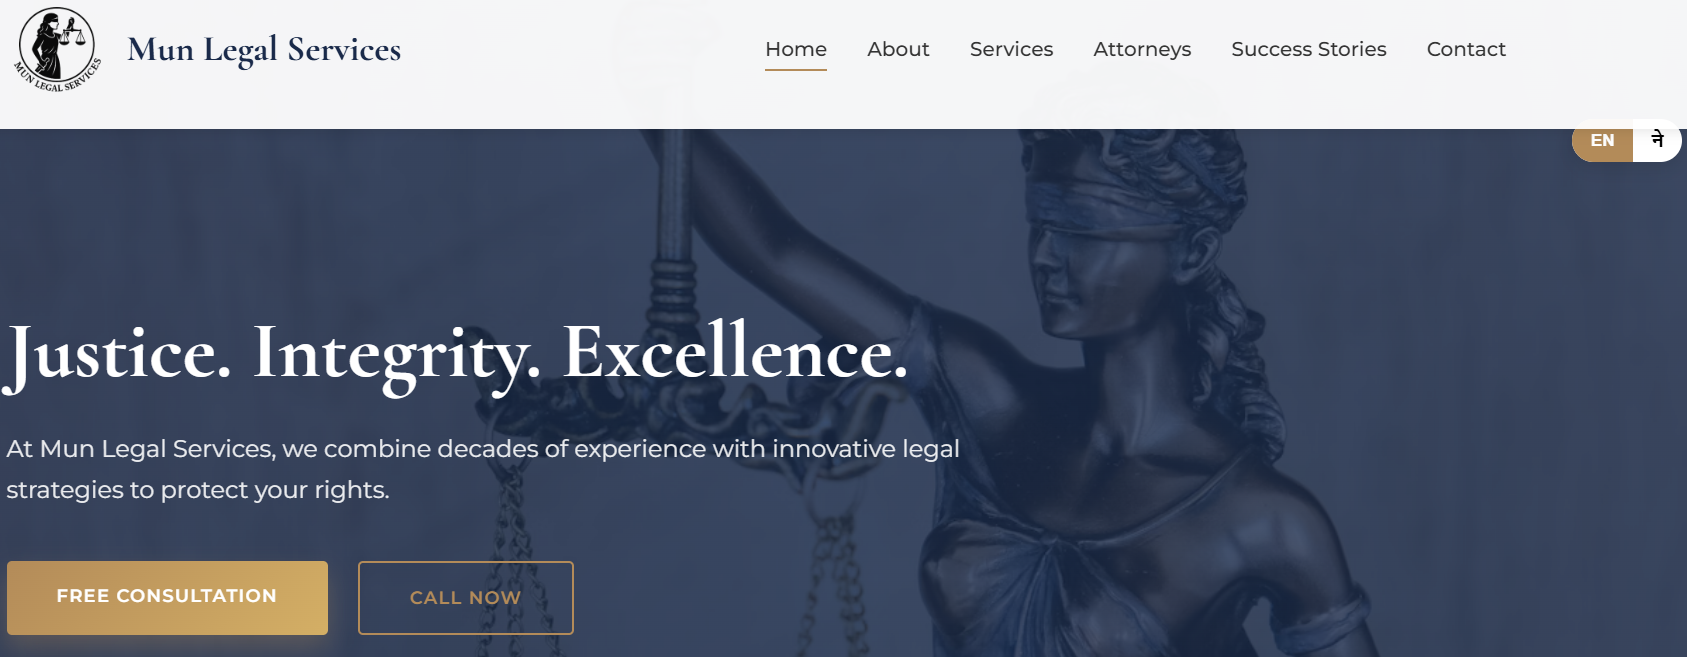 MUN LEGAL SERVICES
Mun Legal Services
Home About Services Attorneys Success Stories Contact
EN ने
Justice. Integrity. Excellence.
At Mun Legal Services, we combine decades of experience with innovative legal
strategies to protect your rights.
FREE CONSULTATION CALL NOW